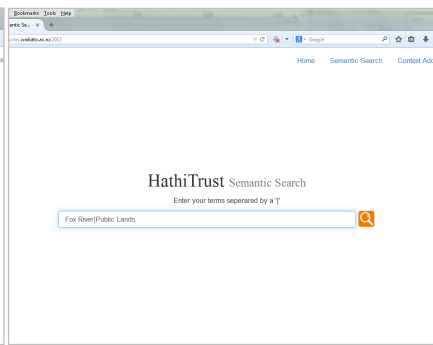 Bookmarks Tools Help
antic Se... × +
waikato.ac.nz:2015
Google
Home Semantic Search Context Add
HathiTrust Semantic Search
Enter your terms seperared by a '|'
Fox River|Public Lands